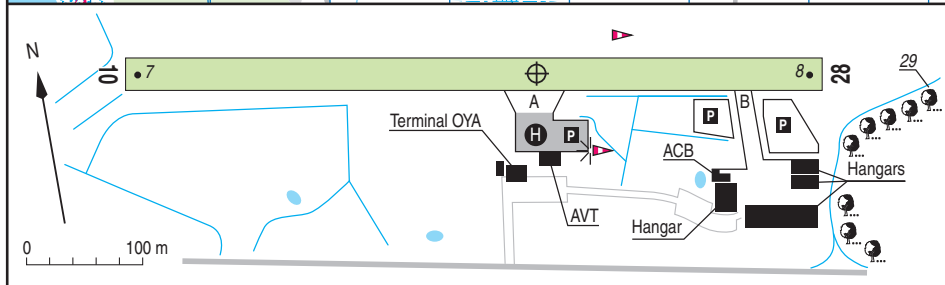 N
10
7
8
28
29
A
B
H
P
P
P
Terminal OYA
AVT
ACB
Hangar
Hangars
0 100 m